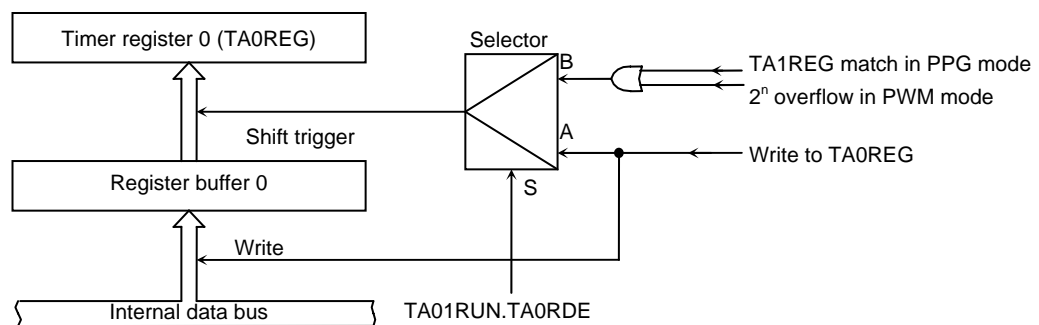 Timer register 0 (TA0REG)
Selector
B
TA1REG match in PPG mode
2ⁿ overflow in PWM mode
Shift trigger
A
Write to TA0REG
Register buffer 0
S
Write
Internal data bus
TA01RUN.TA0RDE